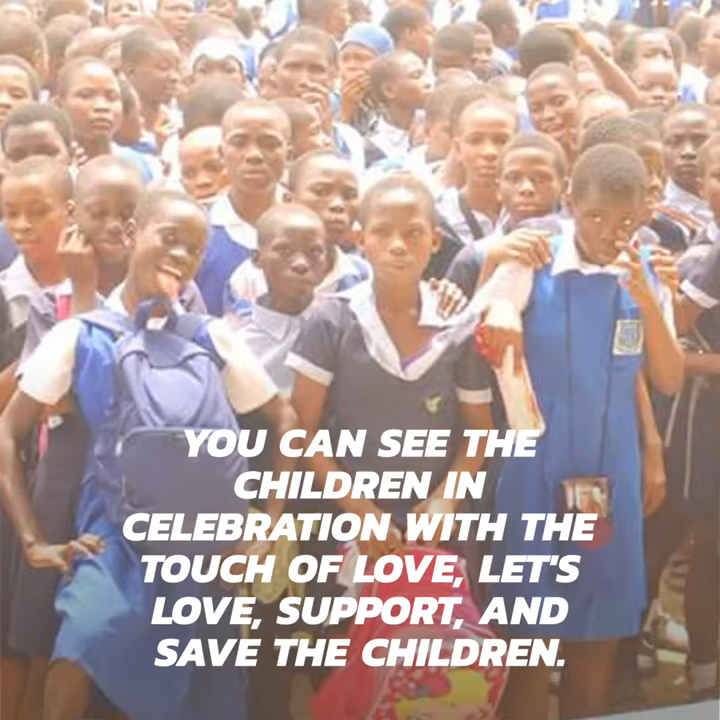 YOU CAN SEE THE
CHILDREN IN
CELEBRATION WITH THE
TOUCH OF LOVE, LET'S
LOVE, SUPPORT, AND
SAVE THE CHILDREN.